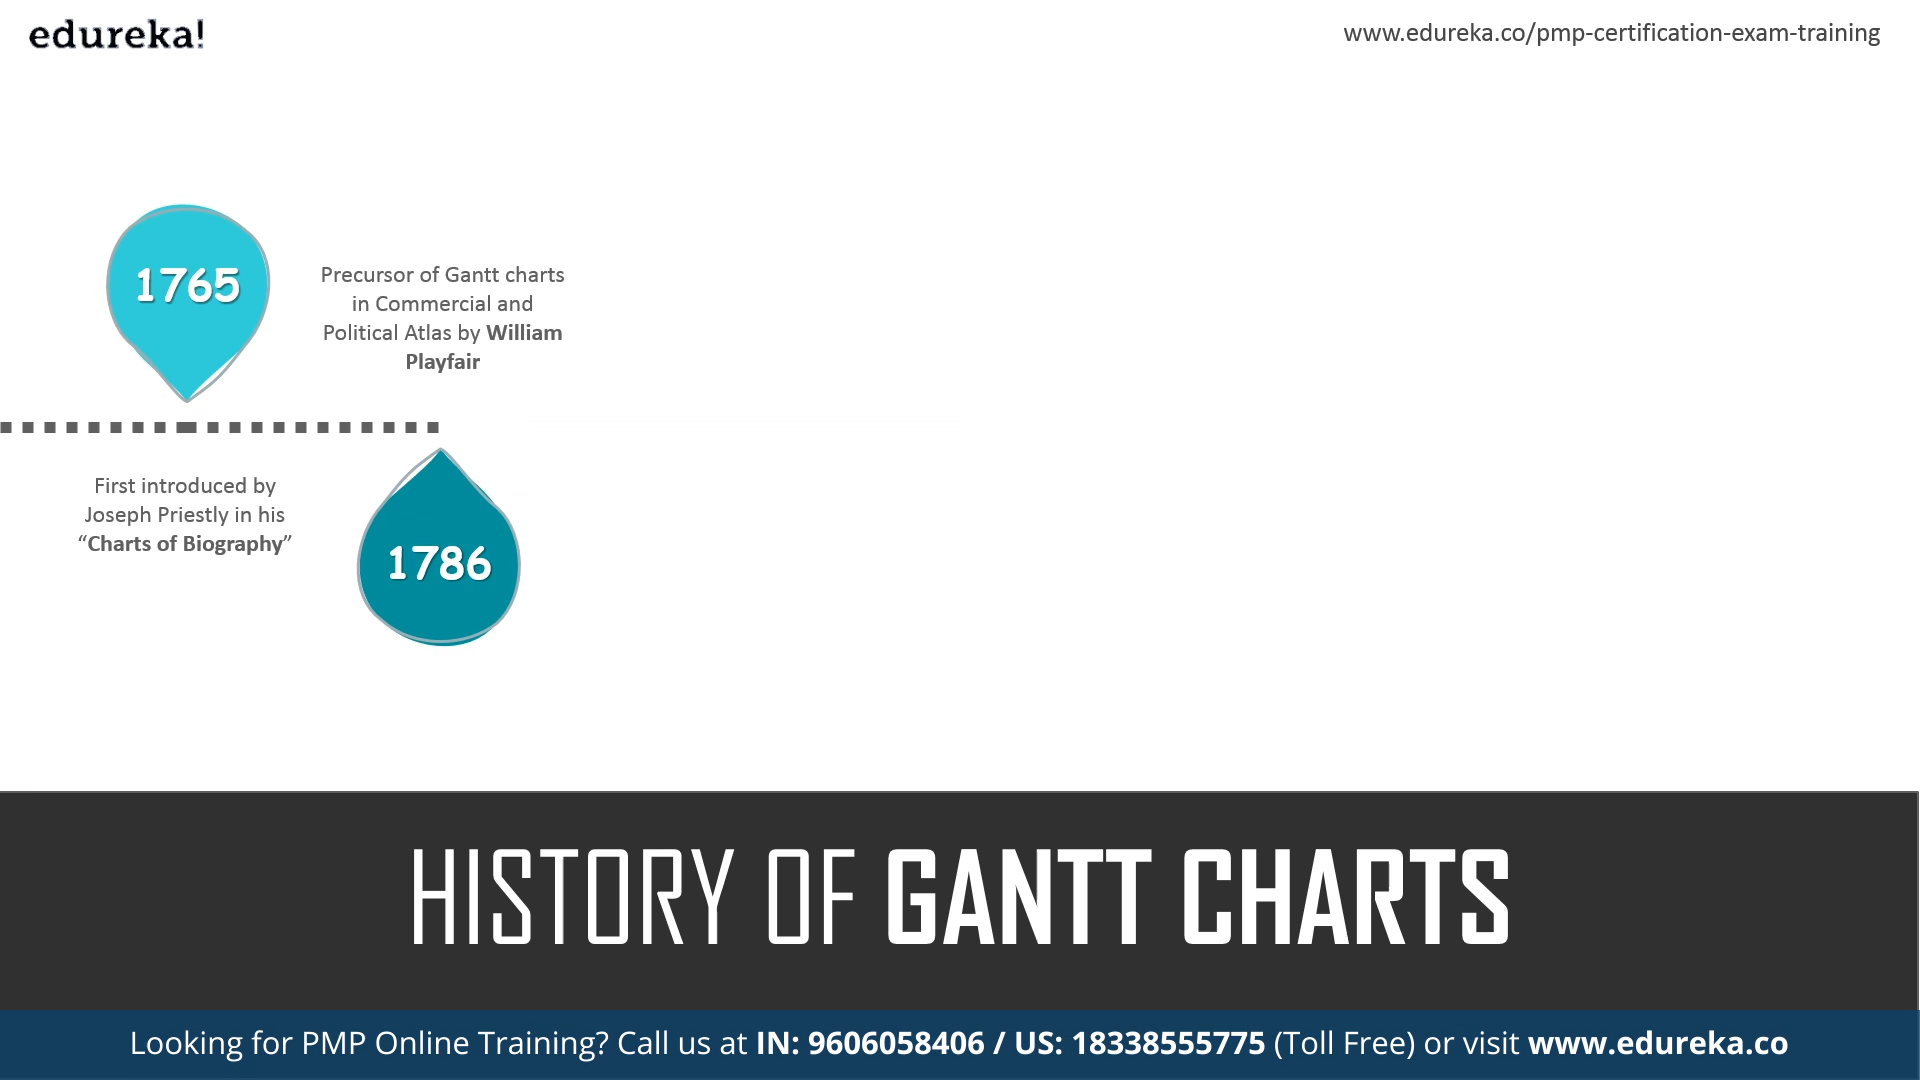 edureka!
www.edureka.co/pmp-certification-exam-training
1765
Precursor of Gantt charts
in Commercial and
Political Atlas by William
Playfair
First introduced by
Joseph Priestly in his
“Charts of Biography”
1786
HISTORY OF GANTT CHARTS
Looking for PMP Online Training? Call us at IN: 9606058406 / US: 18338555775 (Toll Free) or visit www.edureka.co